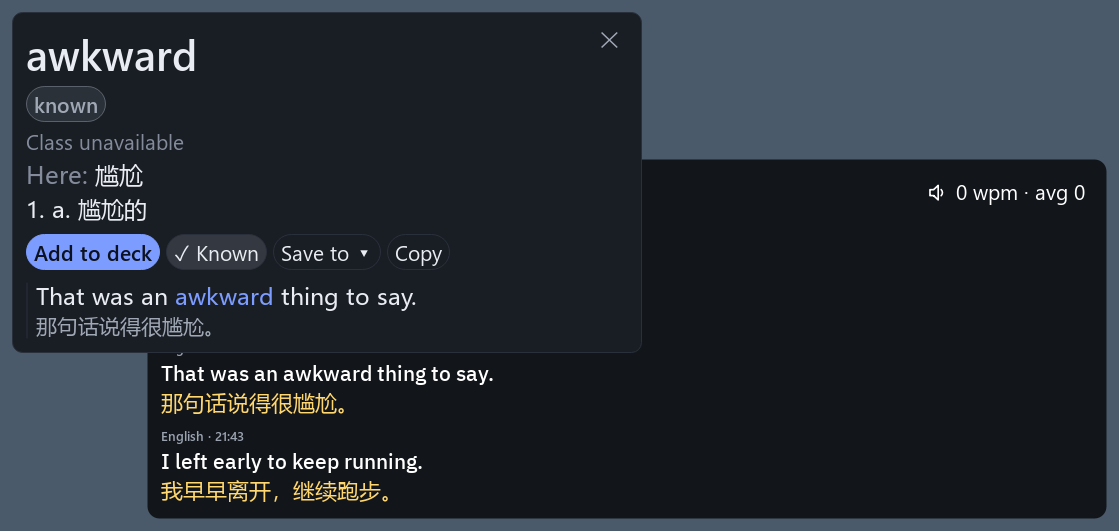 awkward
known
Class unavailable
Here: 尴尬
1. a. 尴尬的
Add to deck
✓ Known
Save to ▾
Copy
That was an awkward thing to say.
那句话说得很尴尬。
0 wpm · avg 0
That was an awkward thing to say.
那句话说得很尴尬。
English · 21:43
I left early to keep running.
我早早离开，继续跑步。